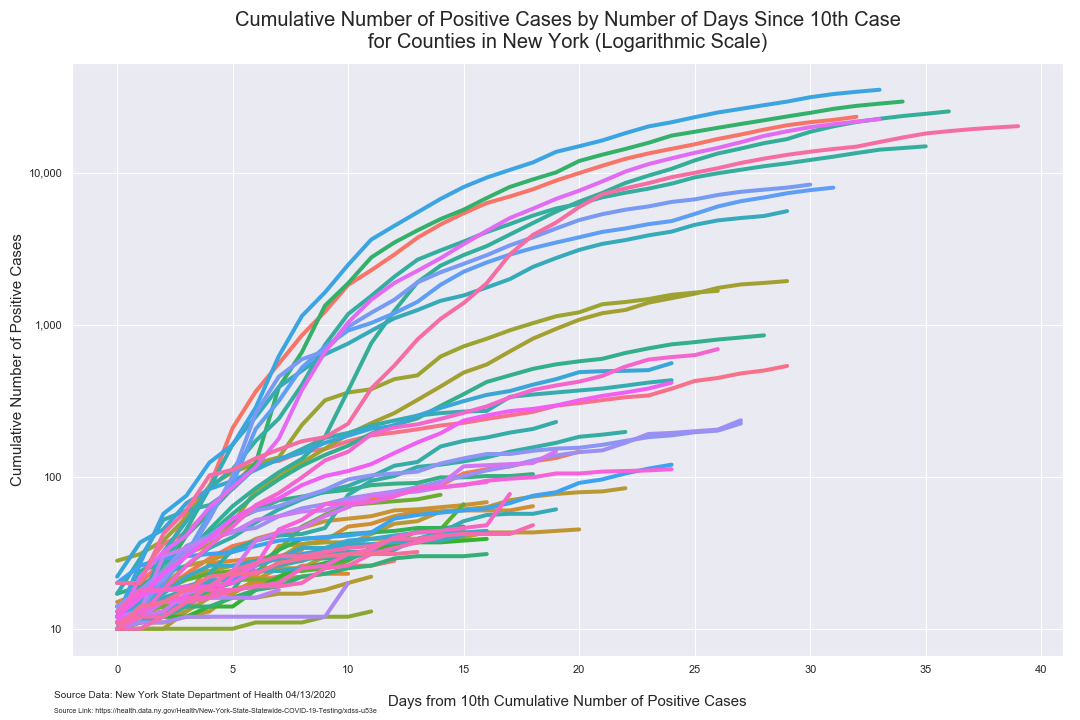 Cumulative Number of Positive Cases by Number of Days Since 10th Case
for Counties in New York (Logarithmic Scale)
Cumulative Number of Positive Cases
10,000
1,000
100
10
0 5 10 15 20 25 30 35 40
Days from 10th Cumulative Number of Positive Cases
Source Data: New York State Department of Health 04/13/2020
Source Link: https://health.data.ny.gov/Health/New-York-State-Statewide-COVID-19-Testing/xdss-u53e